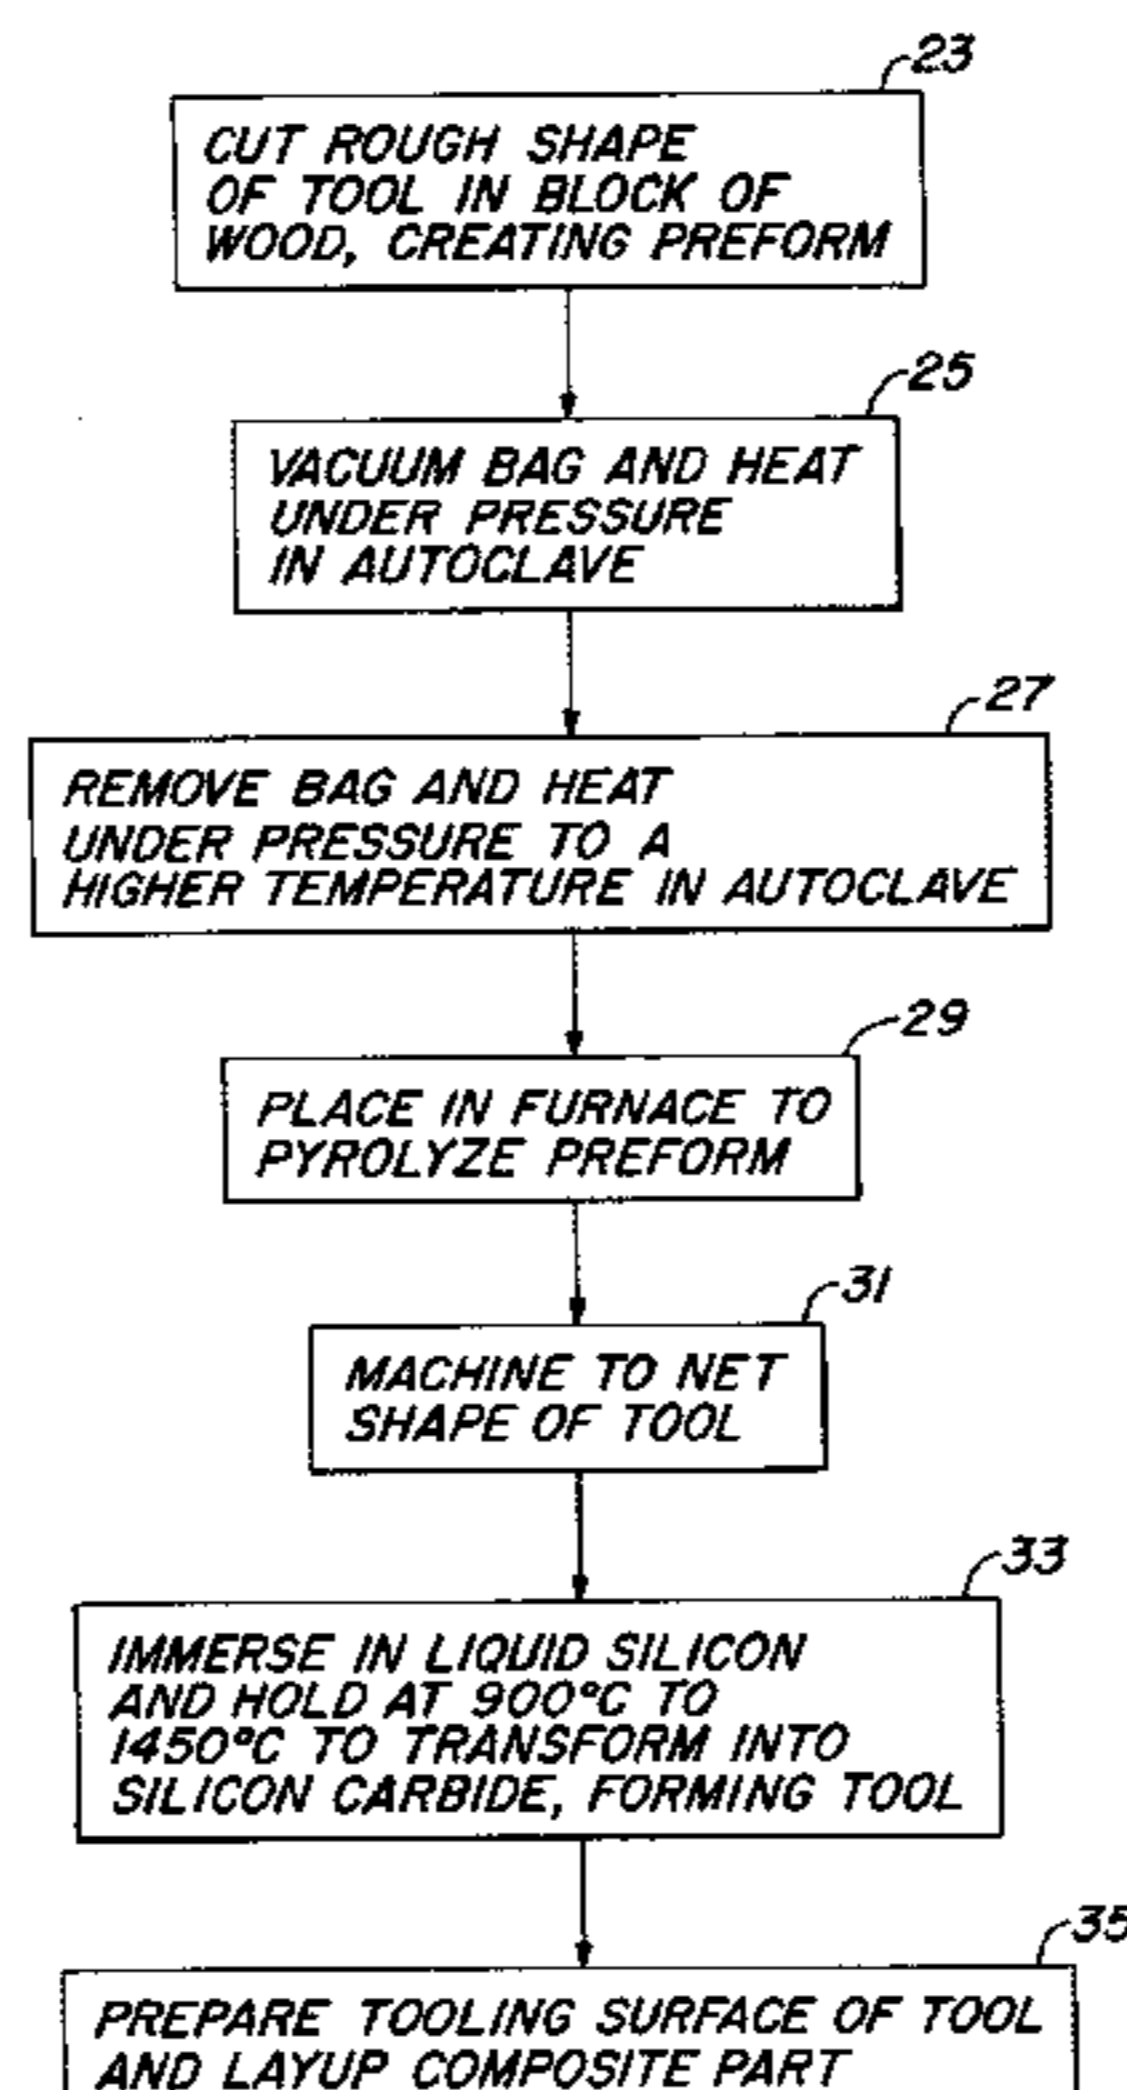 23
CUT ROUGH SHAPE
OF TOOL IN BLOCK OF
WOOD, CREATING PREFORM
25
VACUUM BAG AND HEAT
UNDER PRESSURE
IN AUTOCLAVE
27
REMOVE BAG AND HEAT
UNDER PRESSURE TO A
HIGHER TEMPERATURE IN AUTOCLAVE
29
PLACE IN FURNACE TO
PYROLYZE PREFORM
31
MACHINE TO NET
SHAPE OF TOOL
33
IMMERSE IN LIQUID SILICON
AND HOLD AT 900°C TO
1450°C TO TRANSFORM INTO
SILICON CARBIDE, FORMING TOOL
35
PREPARE TOOLING SURFACE OF TOOL
AND LAYUP COMPOSITE PART